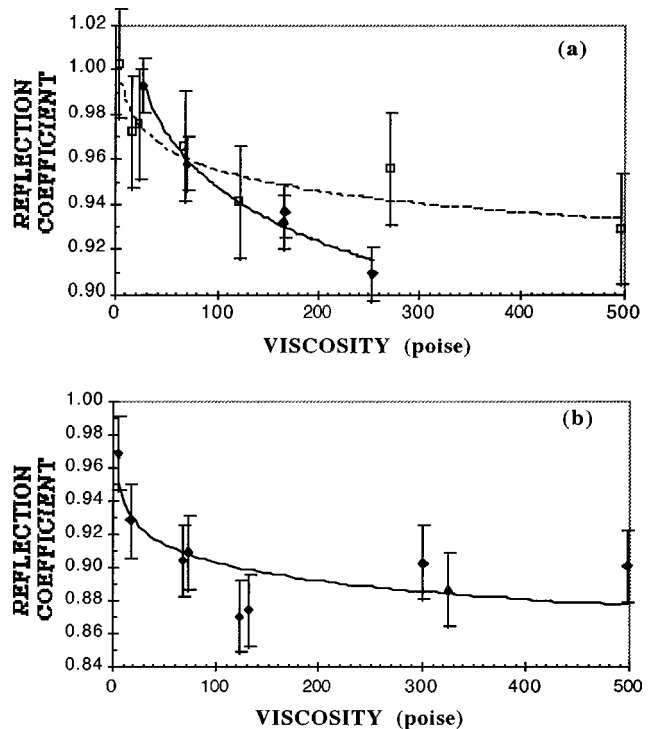 (a)
REFLECTION
COEFFICIENT
1.02
1.00
0.98
0.96
0.94
0.92
0.90
0 100 200 300 400 500
VISCOSITY (poise)
(b)
REFLECTION
COEFFICIENT
1.00
0.98
0.96
0.94
0.92
0.90
0.88
0.86
0.84
0 100 200 300 400 500
VISCOSITY (poise)